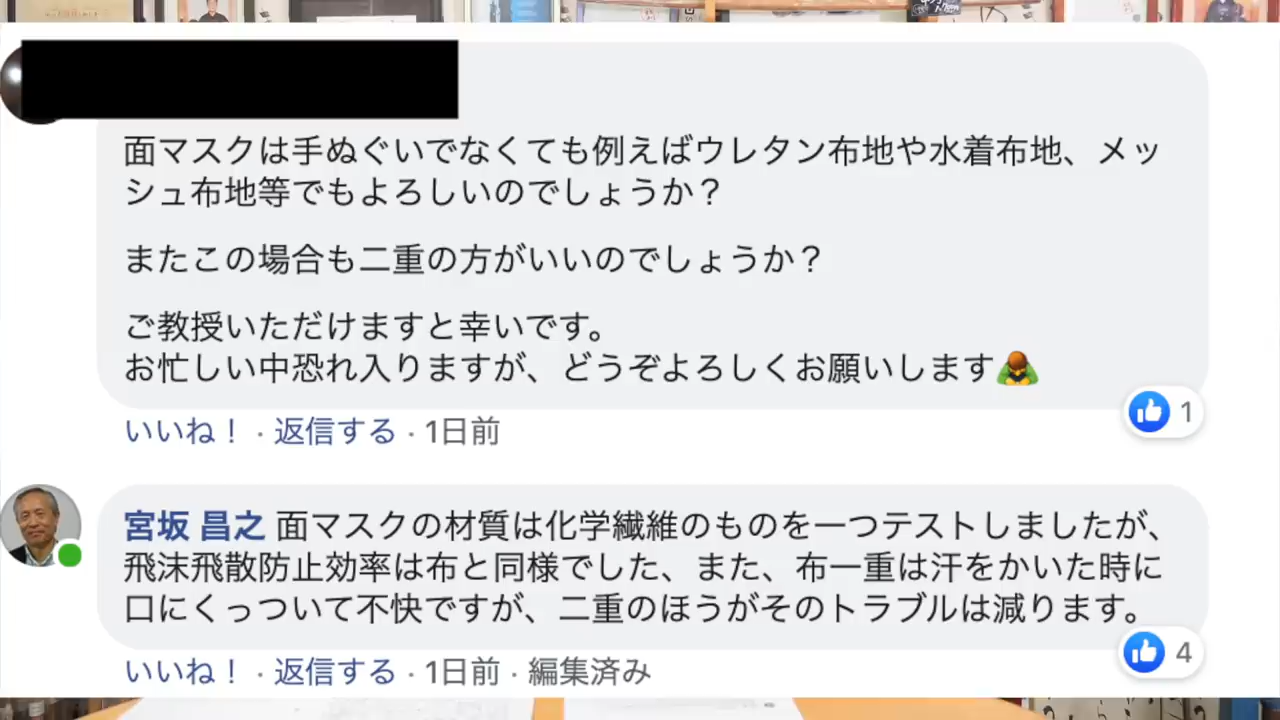 面マスクは手ぬぐいでなくても例えばウレタン布地や水着布地、メッ
シュ布地等でもよろしいのでしょうか？
またこの場合も二重の方がいいのでしょうか？
ご教授いただけますと幸いです。
お忙しい中恐れ入りますが、どうぞよろしくお願いします🙇
1
いいね！ · 返信する · 1日前
宮坂 昌之 面マスクの材質は化学繊維のものを一つテストしましたが、
飛沫飛散防止効率は布と同様でした、また、布一重は汗をかいた時に
口にくっついて不快ですが、二重のほうがそのトラブルは減ります。
4
いいね！ · 返信する · 1日前 · 編集済み